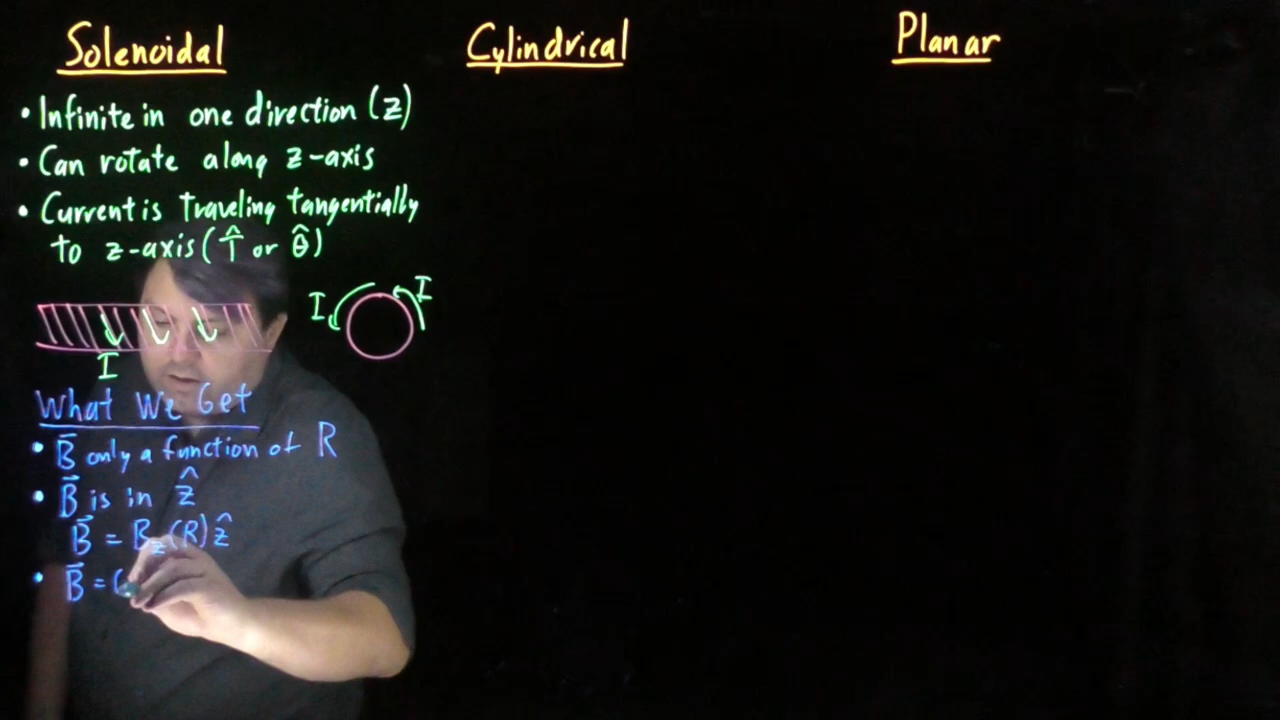 Solenoidal
Cylindrical
Planar
• Infinite in one direction (z)
• Can rotate along z-axis
• Current is traveling tangentially
to z-axis (T̂ or θ̂)
I
I
I
What We Get
• B⃗ only a function of R
• B⃗ is in ẑ
B⃗ = B_z(R) ẑ
• B⃗ =